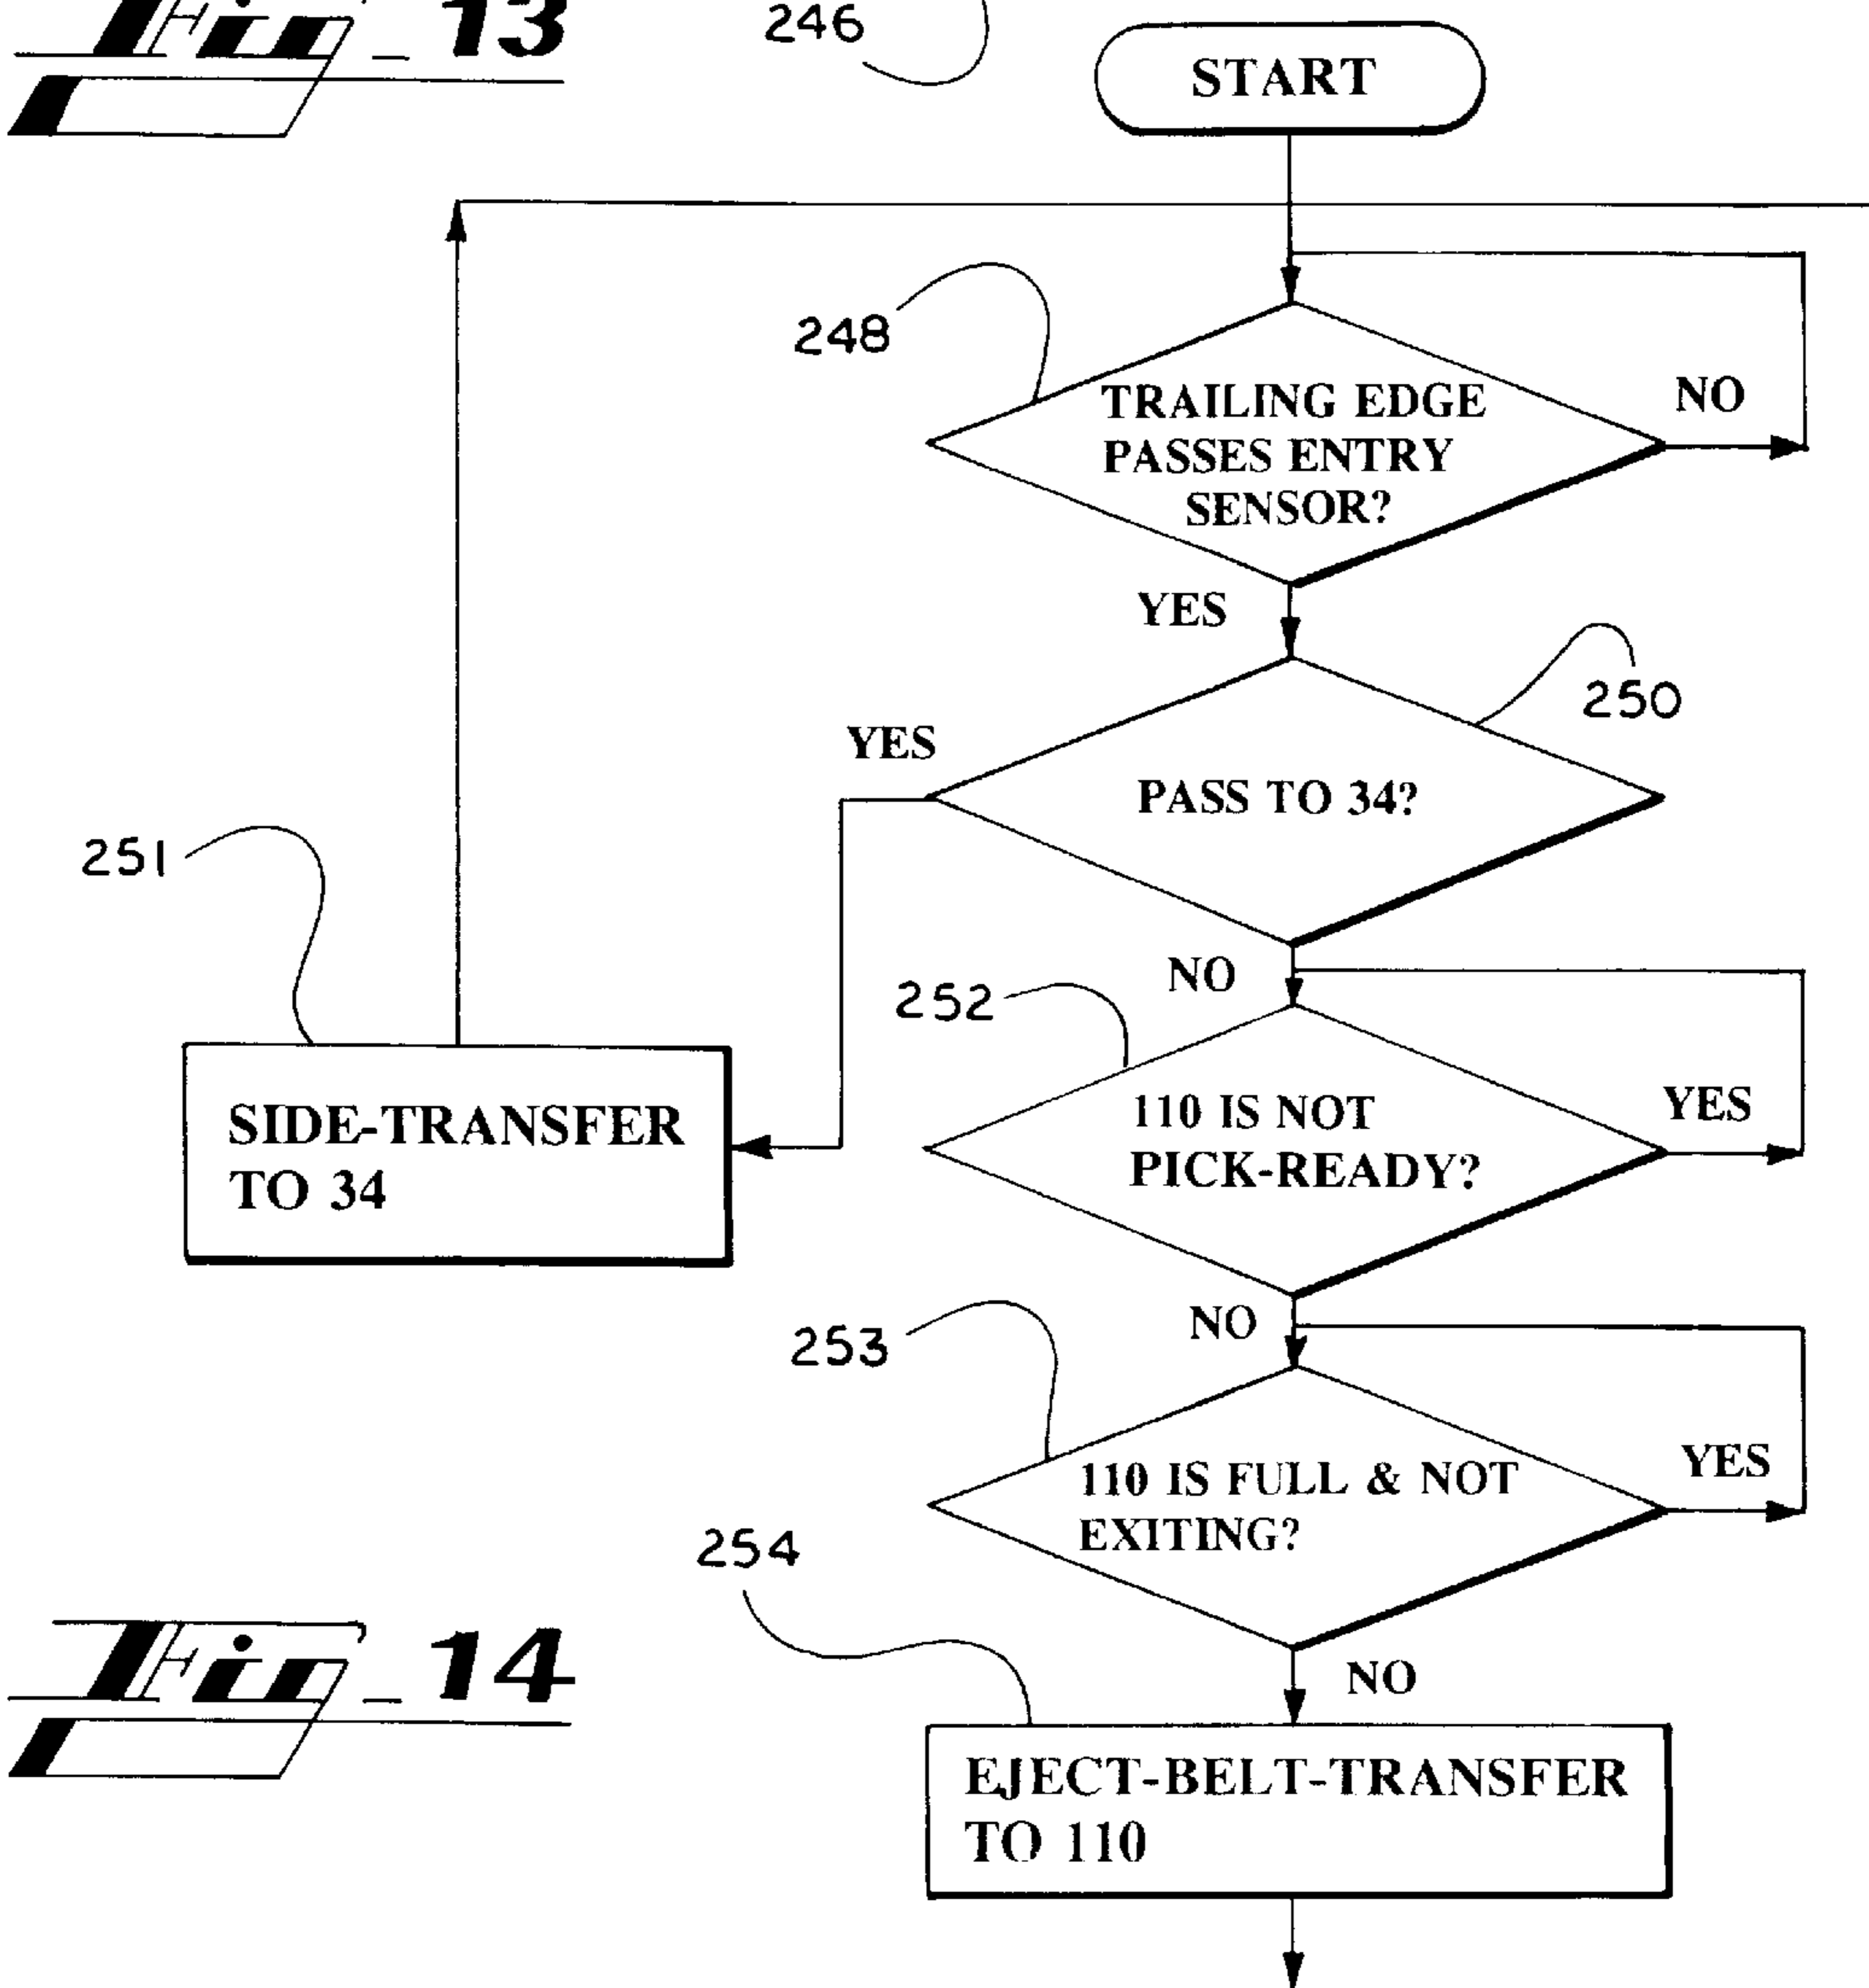 Fig_13
246
START
248
TRAILING EDGE
PASSES ENTRY
SENSOR?
NO
YES
250
YES
PASS TO 34?
251
NO
252
SIDE-TRANSFER
TO 34
110 IS NOT
PICK-READY?
YES
NO
253
110 IS FULL & NOT
EXITING?
YES
254
Fig_14
NO
EJECT-BELT-TRANSFER
TO 110